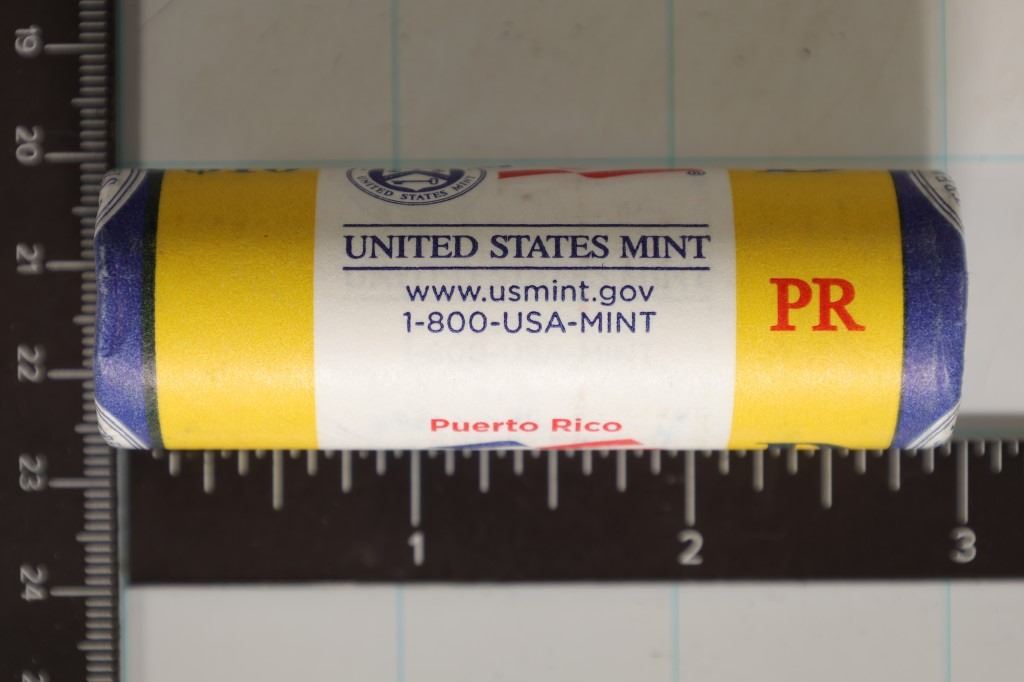 UNITED STATES MINT
®
UNITED STATES MINT
www.usmint.gov
1-800-USA-MINT
PR
Puerto Rico
19
20
21
22
23
24
1
2
3